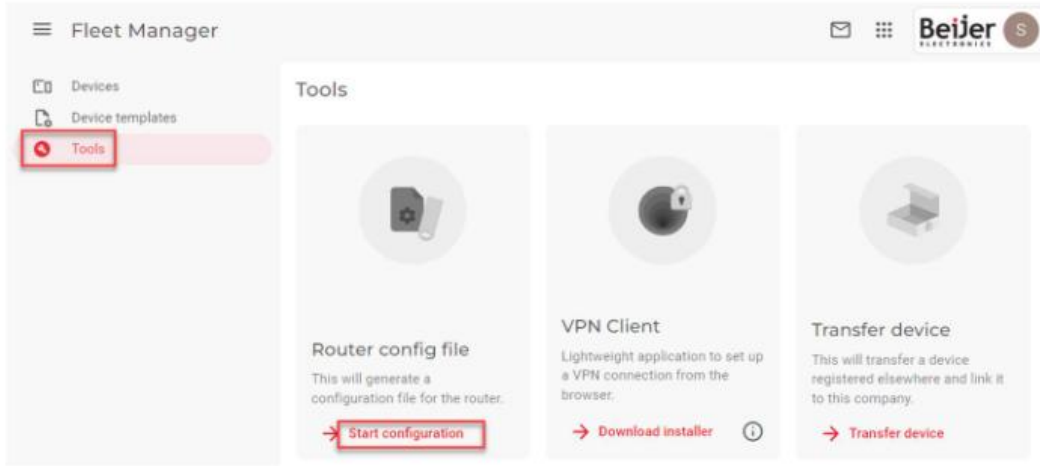 Fleet Manager
Beijer
ELECTRONICS
S
Devices
Device templates
Tools
Tools
Router config file
This will generate a
configuration file for the router.
Start configuration
VPN Client
Lightweight application to set up
a VPN connection from the
browser.
Download installer
Transfer device
This will transfer a device
registered elsewhere and link it
to this company.
Transfer device